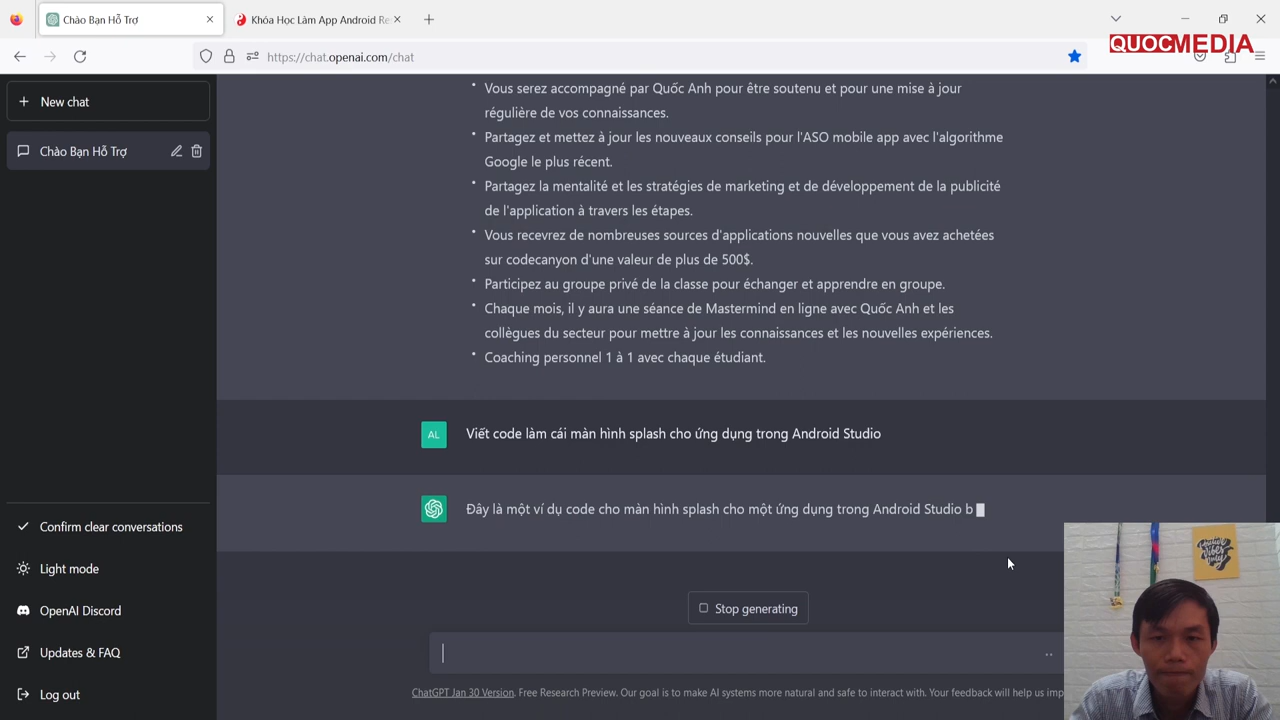 Chào Bạn Hỗ Trợ
Khóa Học Làm App Android Re
QUOCMEDIA
https://chat.openai.com/chat
New chat
Chào Bạn Hỗ Trợ
Vous serez accompagné par Quốc Anh pour être soutenu et pour une mise à jour
régulière de vos connaissances.
Partagez et mettez à jour les nouveaux conseils pour l'ASO mobile app avec l'algorithme
Google le plus récent.
Partagez la mentalité et les stratégies de marketing et de développement de la publicité
de l'application à travers les étapes.
Vous recevrez de nombreuses sources d'applications nouvelles que vous avez achetées
sur codecanyon d'une valeur de plus de 500$.
Participez au groupe privé de la classe pour échanger et apprendre en groupe.
Chaque mois, il y aura une séance de Mastermind en ligne avec Quốc Anh et les
collègues du secteur pour mettre à jour les connaissances et les nouvelles expériences.
Coaching personnel 1 à 1 avec chaque étudiant.
AL
Viết code làm cái màn hình splash cho ứng dụng trong Android Studio
Đây là một ví dụ code cho màn hình splash cho một ứng dụng trong Android Studio b
Confirm clear conversations
Light mode
OpenAI Discord
Updates & FAQ
Log out
Stop generating
ChatGPT Jan 30 Version. Free Research Preview. Our goal is to make AI systems more natural and safe to interact with. Your feedback will help us imp
positive
vibes
only